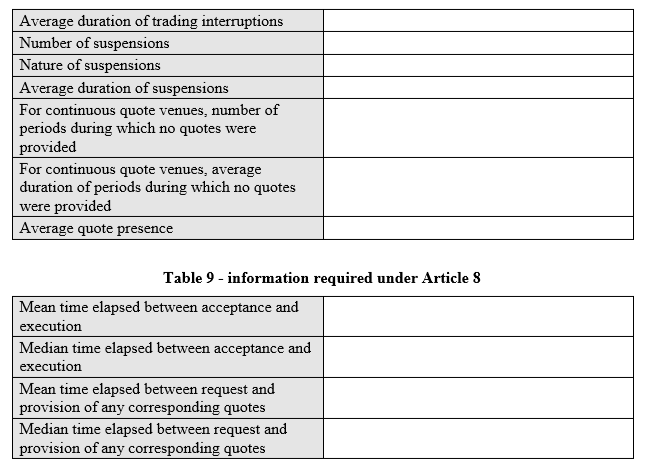 Average duration of trading interruptions
Number of suspensions
Nature of suspensions
Average duration of suspensions
For continuous quote venues, number of
periods during which no quotes were
provided
For continuous quote venues, average
duration of periods during which no quotes
were provided
Average quote presence
Table 9 - information required under Article 8
Mean time elapsed between acceptance and
execution
Median time elapsed between acceptance and
execution
Mean time elapsed between request and
provision of any corresponding quotes
Median time elapsed between request and
provision of any corresponding quotes